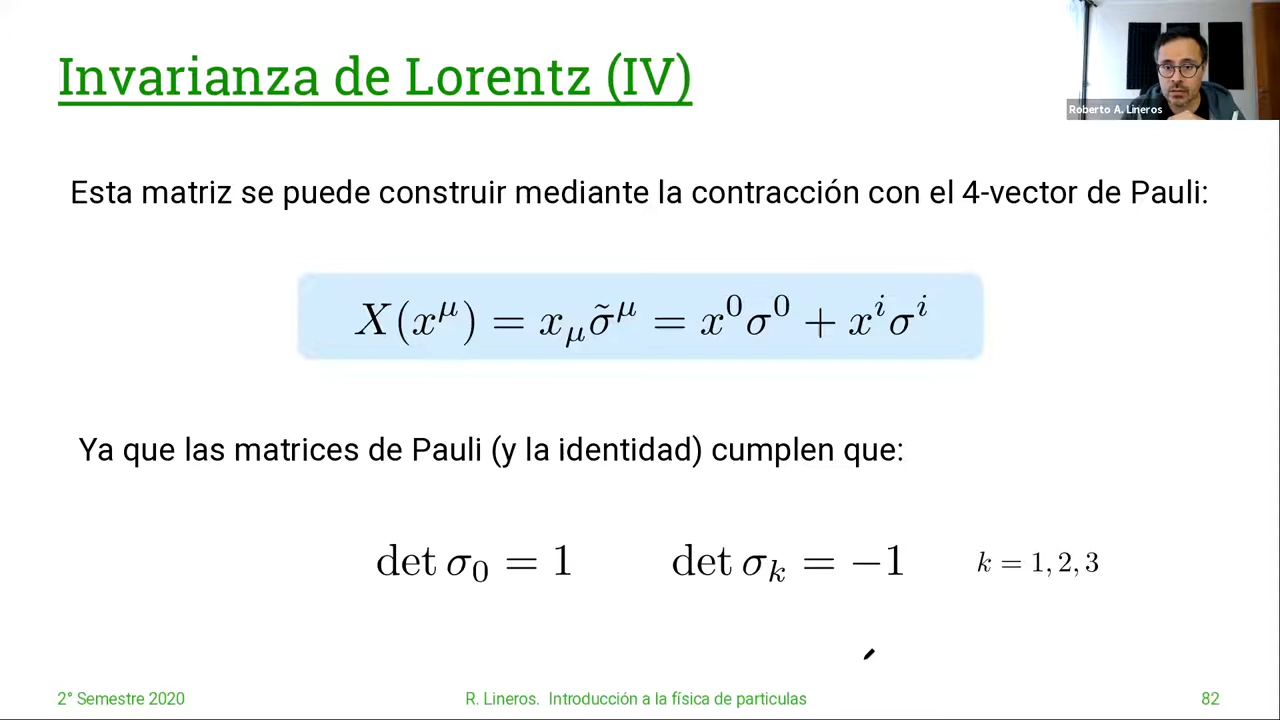 Invarianza de Lorentz (IV)
Roberto A. Lineros
Esta matriz se puede construir mediante la contracción con el 4-vector de Pauli:
X(x^μ) = x_μ σ̃^μ = x^0 σ^0 + x^i σ^i
Ya que las matrices de Pauli (y la identidad) cumplen que:
det σ_0 = 1 det σ_k = −1 k = 1, 2, 3
2° Semestre 2020 R. Lineros. Introducción a la física de particulas 82